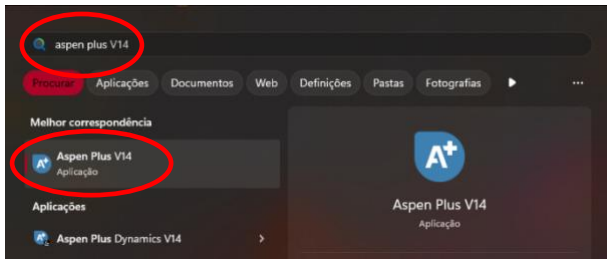 aspen plus V14
Procurar Aplicações Documentos Web Definições Pastas Fotografias
Melhor correspondência
Aspen Plus V14
Aplicação
Aplicações
Aspen Plus Dynamics V14
Aspen Plus V14
Aplicação